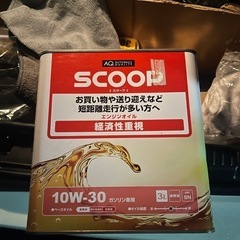 AQ
SCOOP
スクープ
お買い物や送り迎えなど
短距離走行が多い方へ
エンジンオイル
経済性重視
10W-30
ガソリン車用
3L
SN